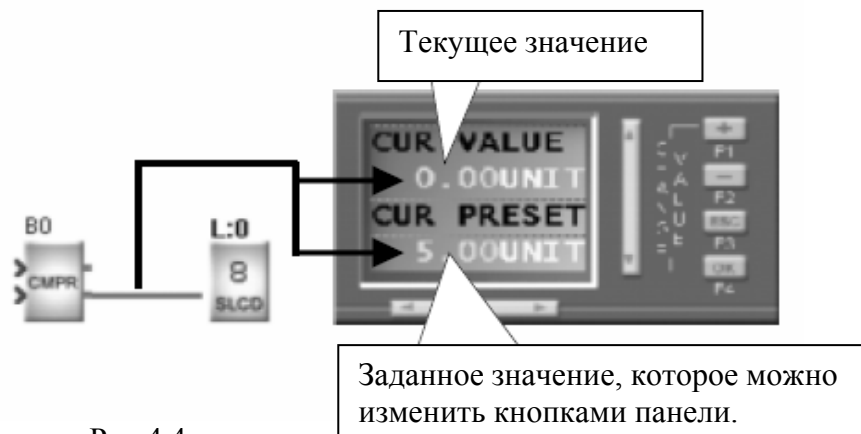 Текущее значение
CUR VALUE
0.00UNIT
CUR PRESET
5.00UNIT
VALUE
+
F1
-
F2
ESC
F3
OK
F4
B0
CMPR
L:0
8
SLCD
Заданное значение, которое можно
изменить кнопками панели.